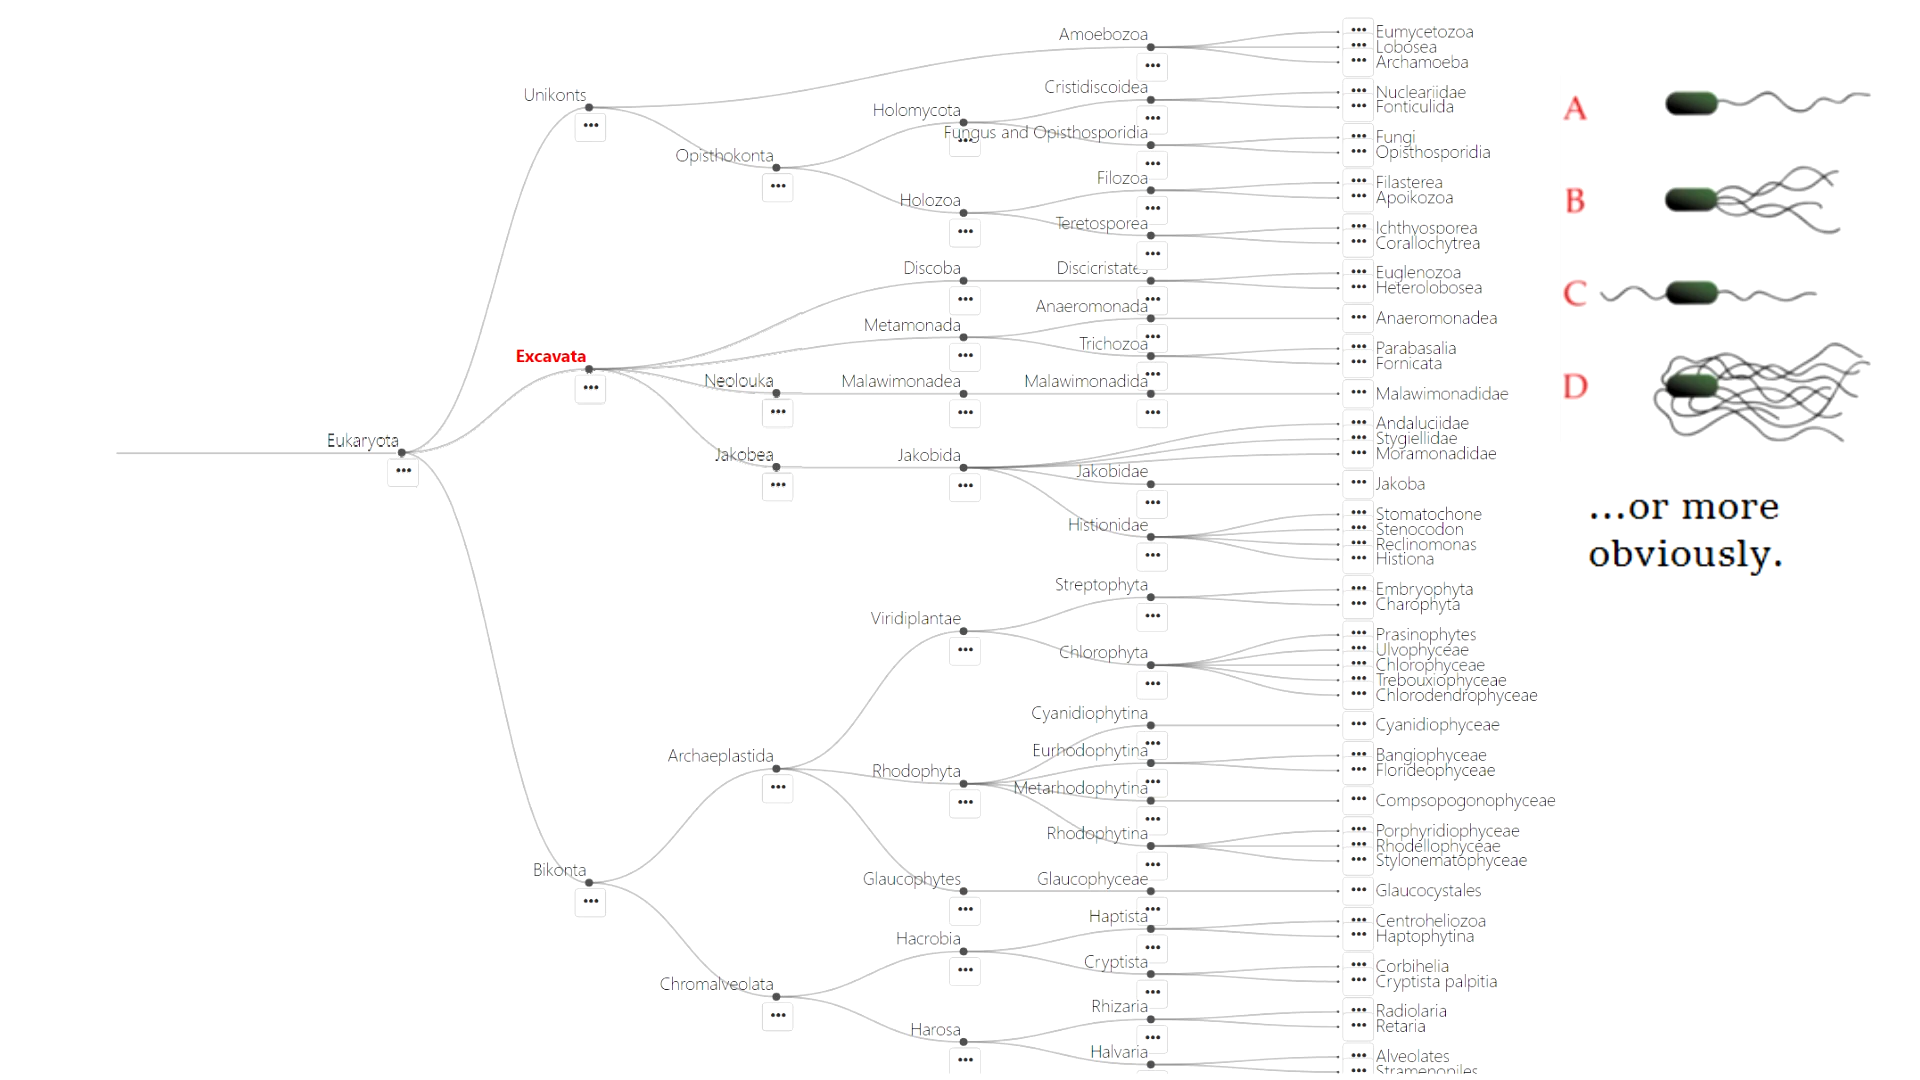 Eukaryota
Unikonts
Amoebozoa
Eumycetozoa
Lobosea
Archamoeba
Opisthokonta
Holomycota
Cristidiscoidea
Nucleariidae
Fonticulida
Fungus and Opisthosporidia
Fungi
Opisthosporidia
Holozoa
Filozoa
Filasterea
Apoikozoa
Teretosporea
Ichthyosporea
Corallochytrea
Excavata
Discoba
Discicristates
Euglenozoa
Heterolobosea
Metamonada
Anaeromonada
Anaeromonadea
Trichozoa
Parabasalia
Fornicata
Neolouka
Malawimonadea
Malawimonadida
Malawimonadidae
Jakobea
Jakobida
Andaluciidae
Stygiellidae
Moramonadidae
Jakobidae
Jakoba
Histionidae
Stomatochone
Stenocodon
Reclinomonas
Histiona
Bikonta
Archaeplastida
Viridiplantae
Streptophyta
Embryophyta
Charophyta
Chlorophyta
Prasinophytes
Ulvophyceae
Chlorophyceae
Trebouxiophyceae
Chlorodendrophyceae
Rhodophyta
Cyanidiophytina
Cyanidiophyceae
Eurhodophytina
Bangiophyceae
Florideophyceae
Metarhodophytina
Compsopogonophyceae
Rhodophytina
Porphyridiophyceae
Rhodellophyceae
Stylonematophyceae
Glaucophytes
Glaucophyceae
Glaucocystales
Chromalveolata
Hacrobia
Haptista
Centroheliozoa
Haptophytina
Cryptista
Corbihelia
Cryptista palpitia
Harosa
Rhizaria
Radiolaria
Retaria
Halvaria
Alveolates
Stramenopiles
A
B
C
D
...or more
obviously.